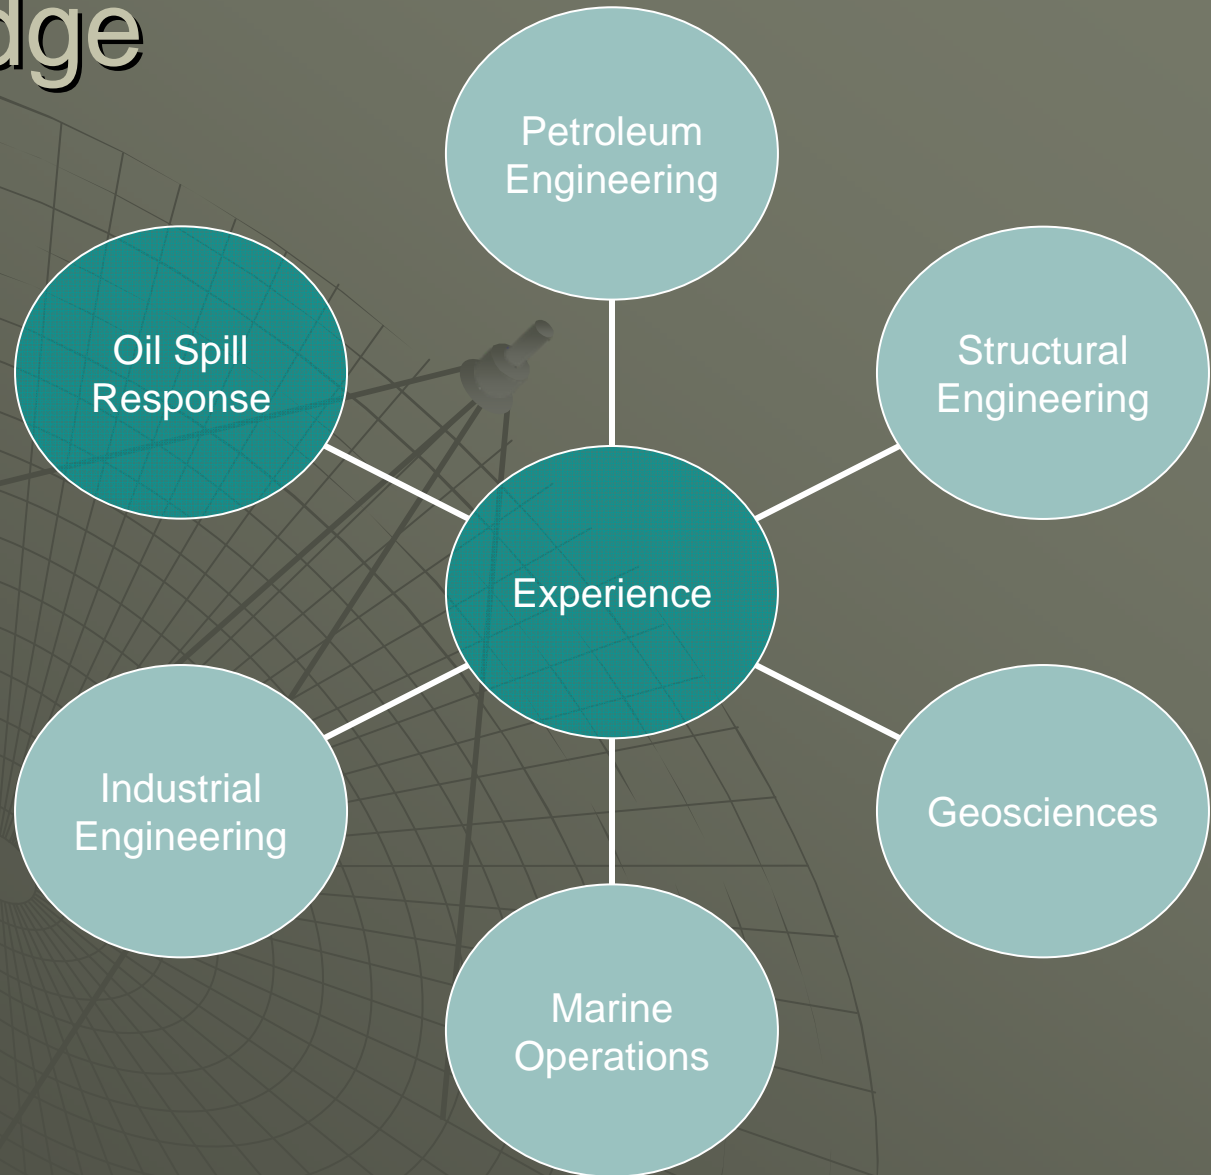 dge
Petroleum
Engineering
Oil Spill
Response
Structural
Engineering
Experience
Industrial
Engineering
Geosciences
Marine
Operations